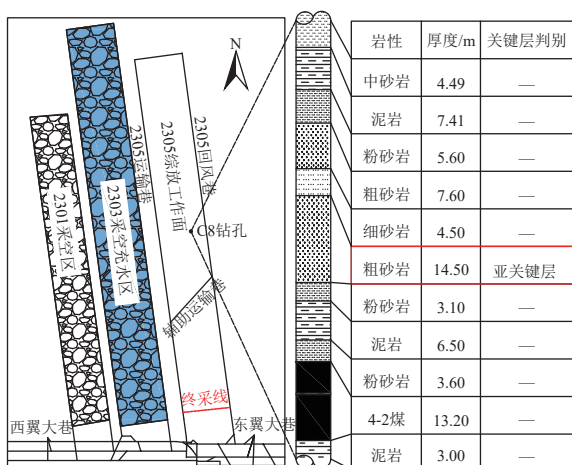 N
2301采空区
2303采空充水区
2305运输巷
2305综放工作面
2305回风巷
C8钻孔
辅助运输巷
终采线
西翼大巷
东翼大巷
岩性 厚度/m 关键层判别
中砂岩 4.49 —
泥岩 7.41 —
粉砂岩 5.60 —
粗砂岩 7.60 —
细砂岩 4.50 —
粗砂岩 14.50 亚关键层
粉砂岩 3.10 —
泥岩 6.50 —
粉砂岩 3.60 —
4-2煤 13.20 —
泥岩 3.00 —